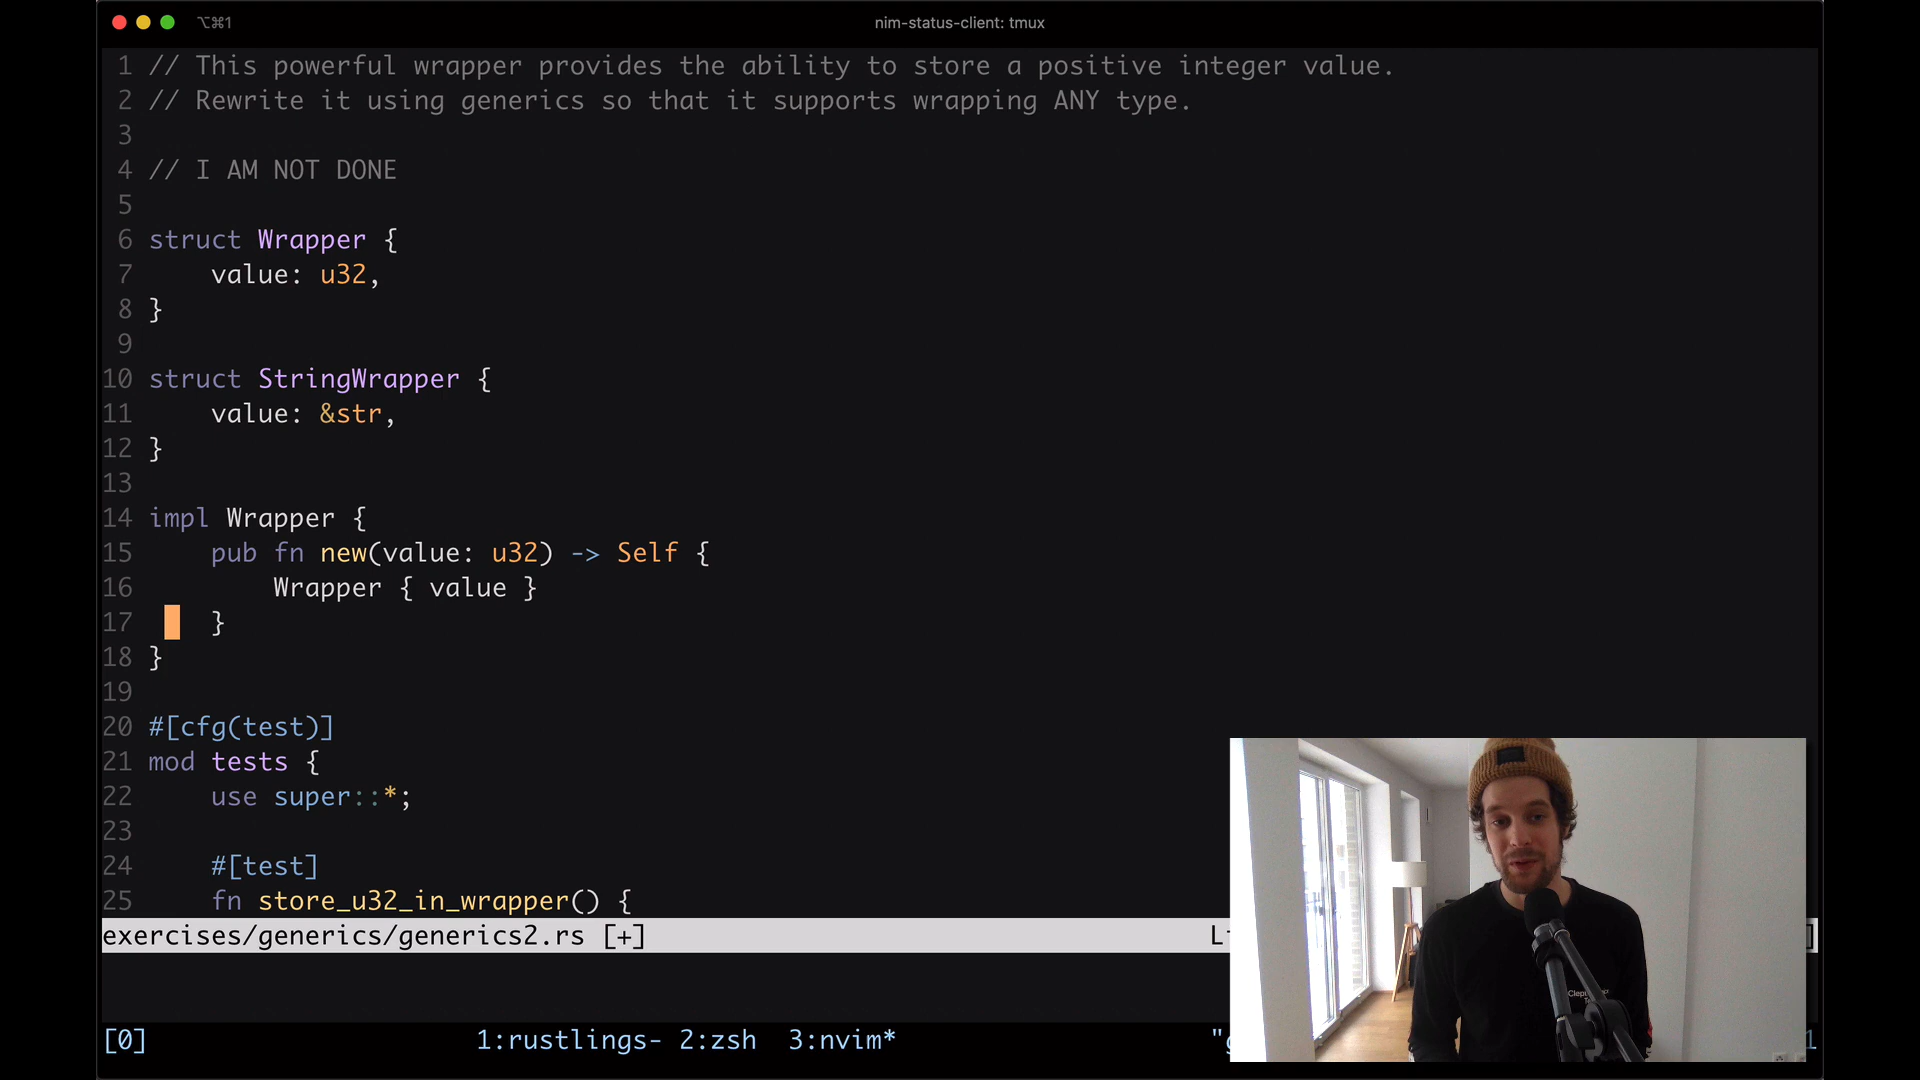 ⌥⌘1
nim-status-client: tmux
1 // This powerful wrapper provides the ability to store a positive integer value.
2 // Rewrite it using generics so that it supports wrapping ANY type.
3
4 // I AM NOT DONE
5
6 struct Wrapper {
7     value: u32,
8 }
9
10 struct StringWrapper {
11     value: &str,
12 }
13
14 impl Wrapper {
15     pub fn new(value: u32) -> Self {
16         Wrapper { value }
17     }
18 }
19
20 #[cfg(test)]
21 mod tests {
22     use super::*;
23
24     #[test]
25     fn store_u32_in_wrapper() {
exercises/generics/generics2.rs [+]
[0] 1:rustlings- 2:zsh 3:nvim*